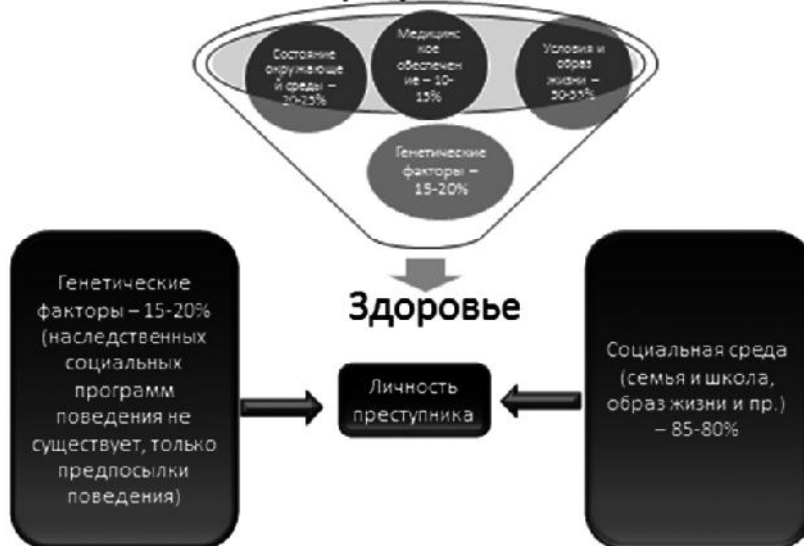 Состояние
окружающе
й среды –
20-25%
Медицинс
кое
обеспечен
ие – 10-
15%
Условия и
образ
жизни –
50-55%
Генетические
факторы –
15-20%
Здоровье
Генетические
факторы – 15-20%
(наследственных
социальных
программ
поведения не
существует, только
предпосылки
поведения)
Личность
преступника
Социальная среда
(семья и школа,
образ жизни и пр.)
– 85-80%